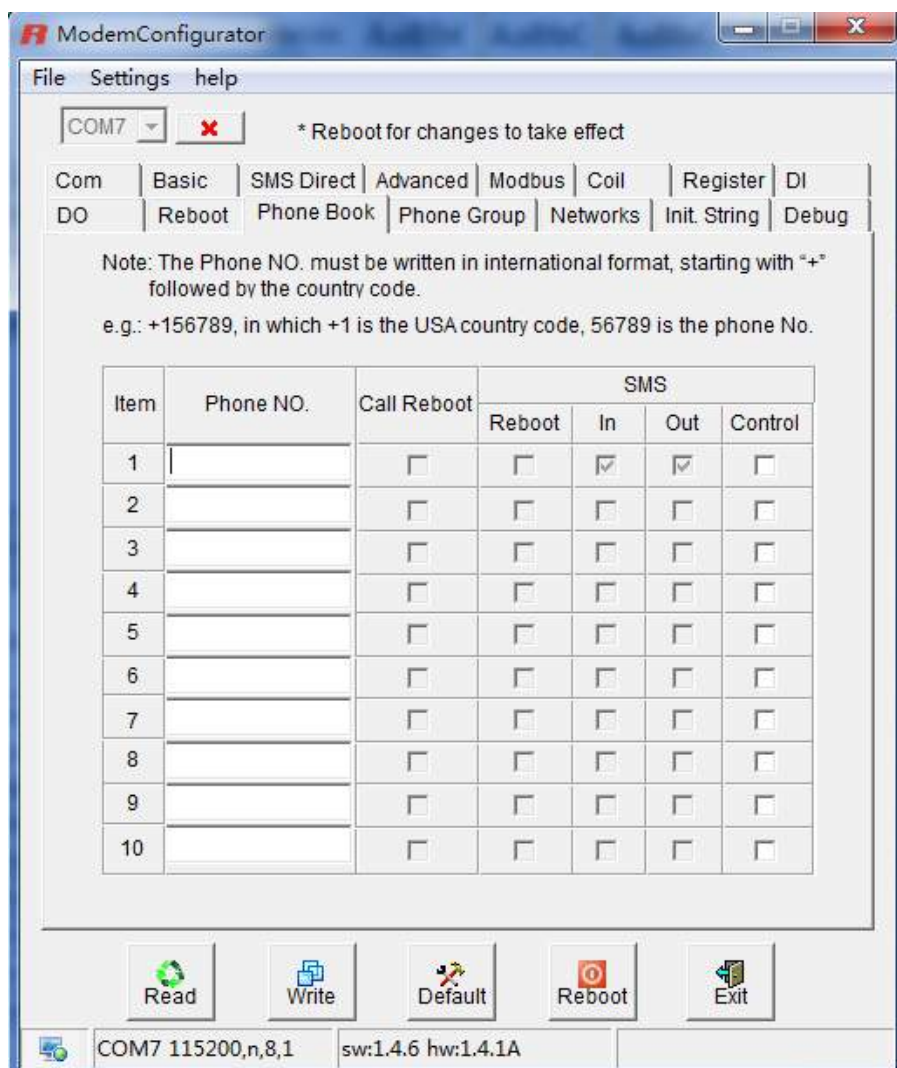 ModemConfigurator
File Settings help
COM7 * Reboot for changes to take effect
Com Basic SMS Direct Advanced Modbus Coil Register DI
DO Reboot Phone Book Phone Group Networks Init. String Debug
Note: The Phone NO. must be written in international format, starting with “+”
followed by the country code.
e.g.: +156789, in which +1 is the USA country code, 56789 is the phone No.
Item Phone NO. Call Reboot SMS
Reboot In Out Control
1
2
3
4
5
6
7
8
9
10
Read Write Default Reboot Exit
COM7 115200,n,8,1 sw:1.4.6 hw:1.4.1A